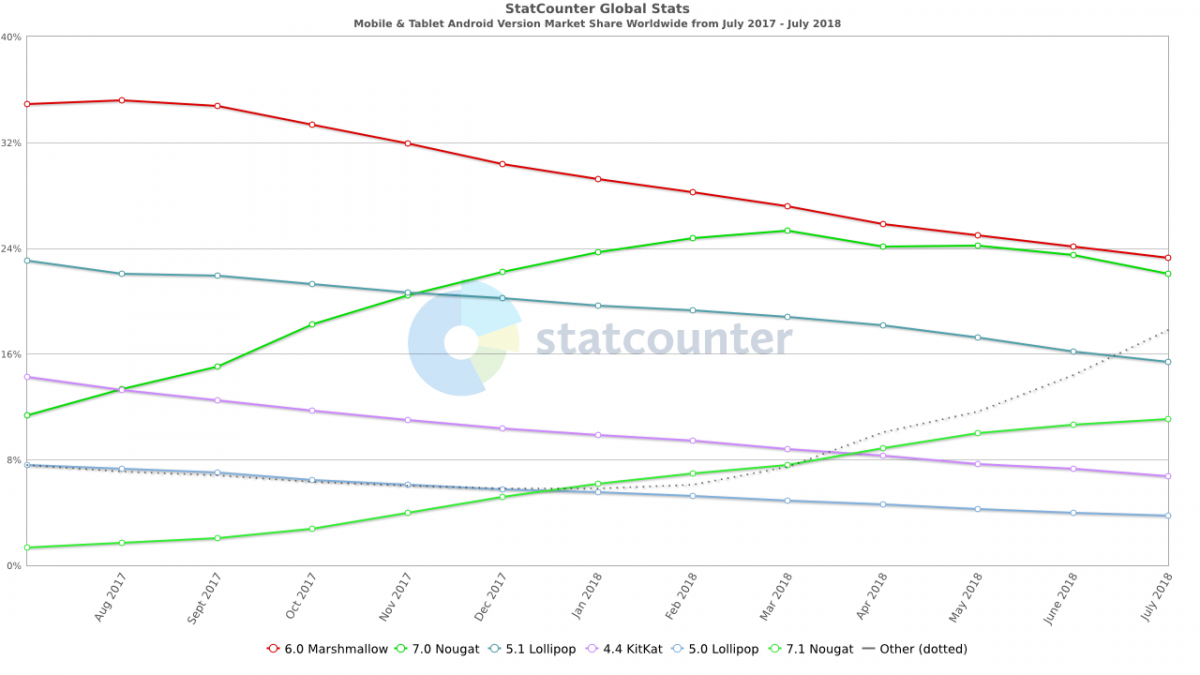 StatCounter Global Stats
Mobile & Tablet Android Version Market Share Worldwide from July 2017 - July 2018
40%
32%
24%
16%
8%
0%
statcounter
Aug 2017
Sept 2017
Oct 2017
Nov 2017
Dec 2017
Jan 2018
Feb 2018
Mar 2018
Apr 2018
May 2018
June 2018
July 2018
6.0 Marshmallow 7.0 Nougat 5.1 Lollipop 4.4 KitKat 5.0 Lollipop 7.1 Nougat Other (dotted)